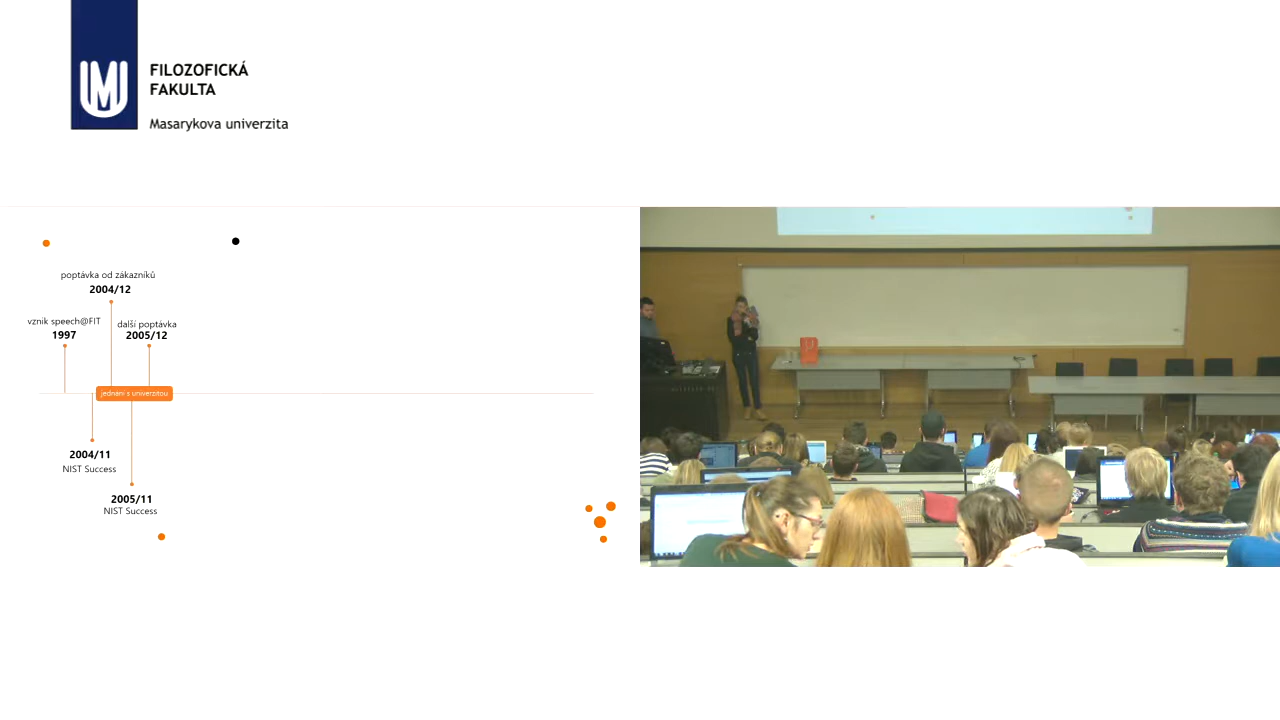 FILOZOFICKÁ
FAKULTA
Masarykova univerzita
poptávka od zákazníků
2004/12
vznik speech@FIT
1997
další poptávka
2005/12
jednání s univerzitou
2004/11
NIST Success
2005/11
NIST Success